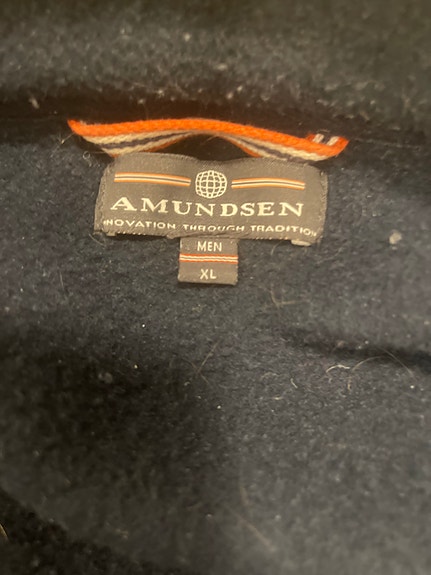 AMUNDSEN
INNOVATION THROUGH TRADITION
MEN
XL